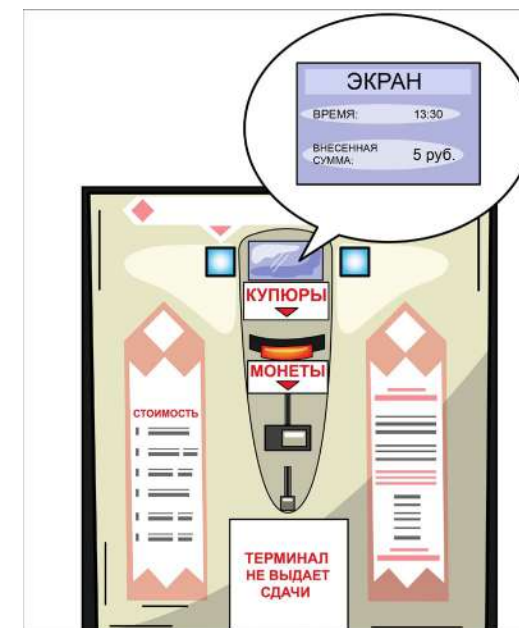 ЭКРАН
ВРЕМЯ: 13:30
ВНЕСЕННАЯ
СУММА: 5 руб.
КУПЮРЫ
МОНЕТЫ
СТОИМОСТЬ
ТЕРМИНАЛ
НЕ ВЫДАЕТ
СДАЧИ